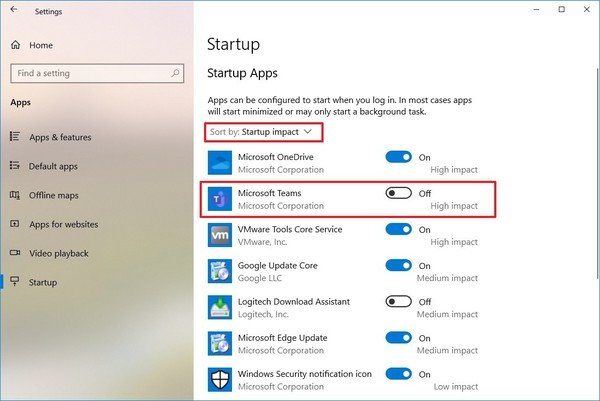 Settings
Home
Find a setting
Apps
Apps & features
Default apps
Offline maps
Apps for websites
Video playback
Startup
Startup
Startup Apps
Apps can be configured to start when you log in. In most cases apps
will start minimized or may only start a background task.
Sort by: Startup impact
Microsoft OneDrive
Microsoft Corporation
On
High impact
Microsoft Teams
Microsoft Corporation
Off
High impact
VMware Tools Core Service
VMware, Inc.
On
High impact
Google Update Core
Google LLC
On
Medium impact
Logitech Download Assistant
Logitech, Inc.
Off
Medium impact
Microsoft Edge Update
Microsoft Corporation
On
Medium impact
Windows Security notification icon
Microsoft Corporation
On
Low impact
vm